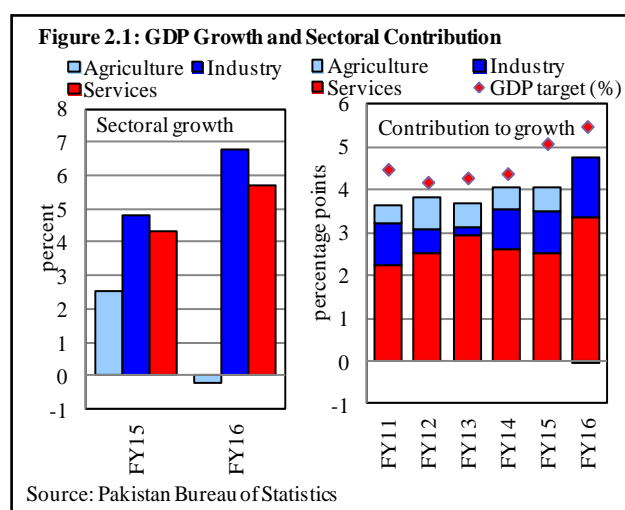 Figure 2.1: GDP Growth and Sectoral Contribution
Agriculture Industry
Services
8
7
6
5
4
3
2
1
0
-1
percent
Sectoral growth
FY15
FY16
Agriculture Industry
Services GDP target (%)
6
5
4
3
2
1
0
-1
percentage points
Contribution to growth
FY11
FY12
FY13
FY14
FY15
FY16
Source: Pakistan Bureau of Statistics